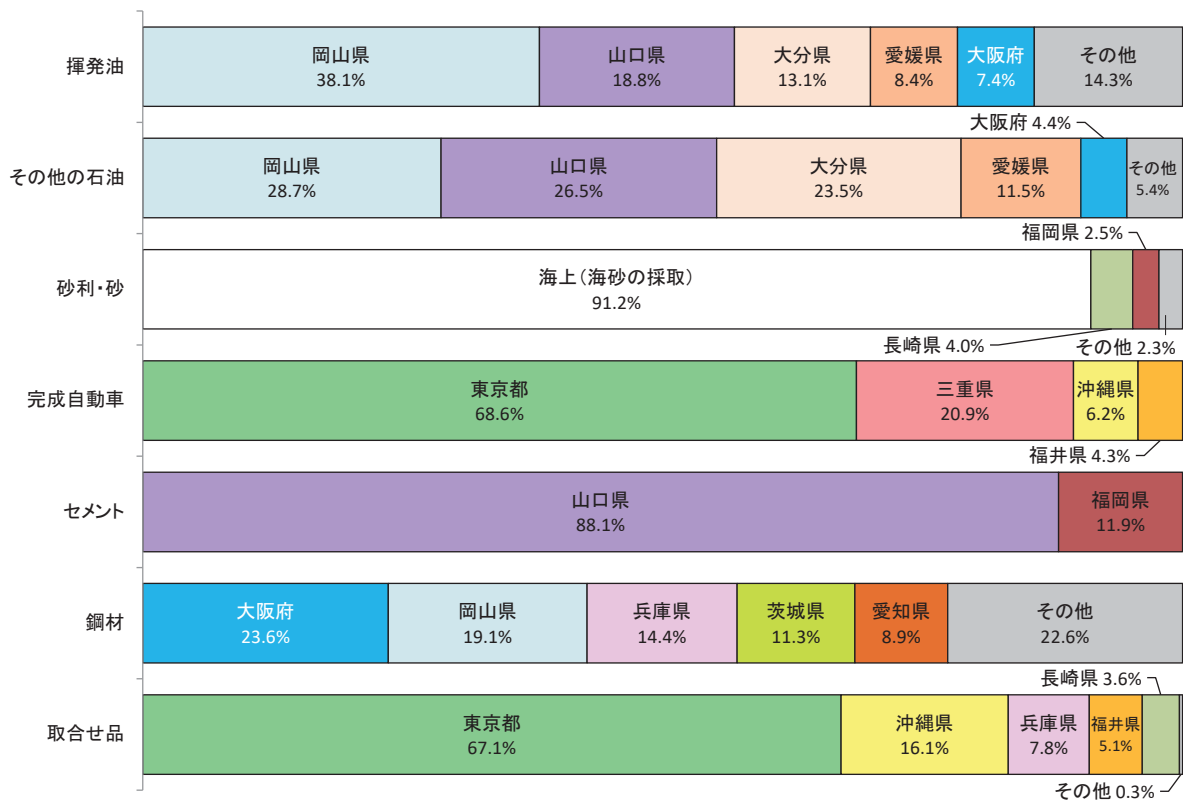 揮発油
岡山県
38.1%
山口県
18.8%
大分県
13.1%
愛媛県
8.4%
大阪府
7.4%
その他
14.3%
その他の石油
岡山県
28.7%
山口県
26.5%
大分県
23.5%
愛媛県
11.5%
大阪府 4.4%
その他
5.4%
砂利・砂
海上(海砂の採取)
91.2%
長崎県 4.0%
福岡県 2.5%
その他 2.3%
完成自動車
東京都
68.6%
三重県
20.9%
沖縄県
6.2%
福井県 4.3%
セメント
山口県
88.1%
福岡県
11.9%
鋼材
大阪府
23.6%
岡山県
19.1%
兵庫県
14.4%
茨城県
11.3%
愛知県
8.9%
その他
22.6%
取合せ品
東京都
67.1%
沖縄県
16.1%
兵庫県
7.8%
福井県
5.1%
長崎県 3.6%
その他 0.3%